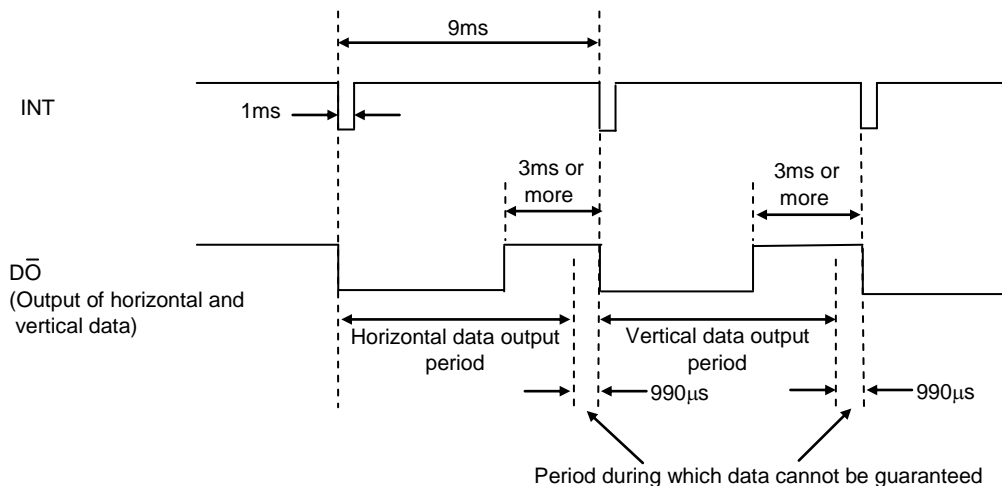 9ms
INT
1ms
3ms or
more
3ms or
more
DŌ
(Output of horizontal and
vertical data)
Horizontal data output
period
Vertical data output
period
990μs
990μs
Period during which data cannot be guaranteed